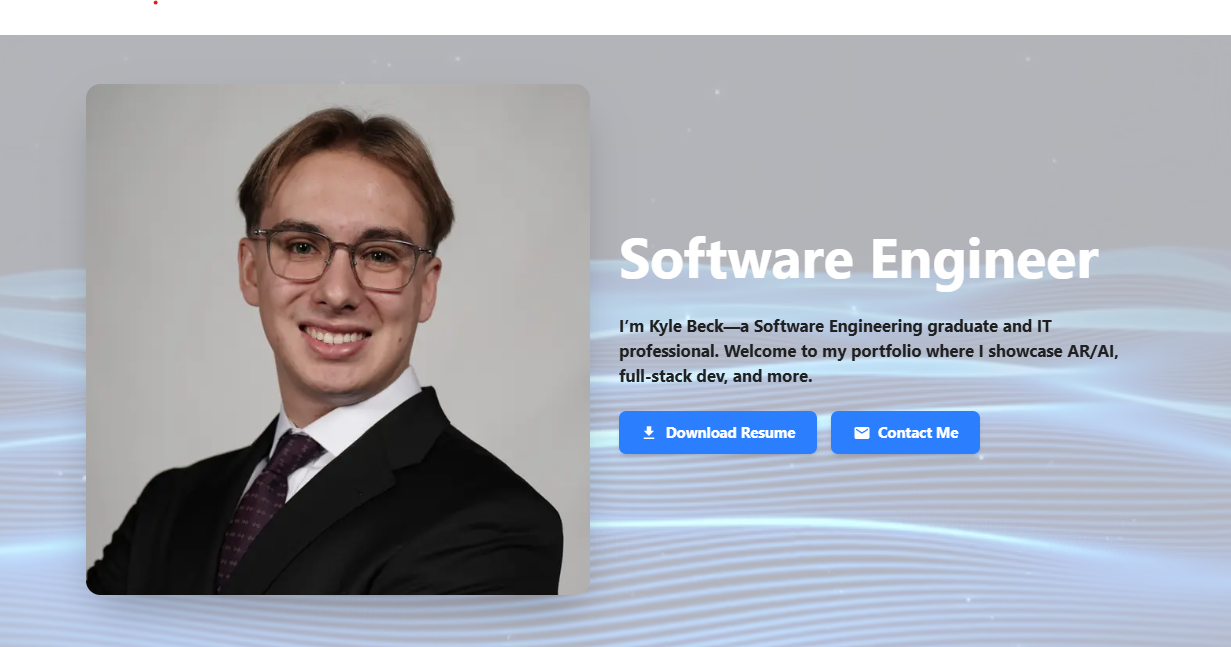 Software Engineer
I’m Kyle Beck—a Software Engineering graduate and IT
professional. Welcome to my portfolio where I showcase AR/AI,
full-stack dev, and more.
Download Resume
Contact Me